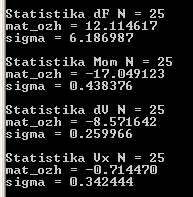 Statistika dF N = 25
mat_ozh = 12.114617
sigma = 6.186987
Statistika Mom N = 25
mat_ozh = -17.049123
sigma = 0.438376
Statistika dV N = 25
mat_ozh = -8.571642
sigma = 0.259966
Statistika Vx N = 25
mat_ozh = -0.714470
sigma = 0.342444